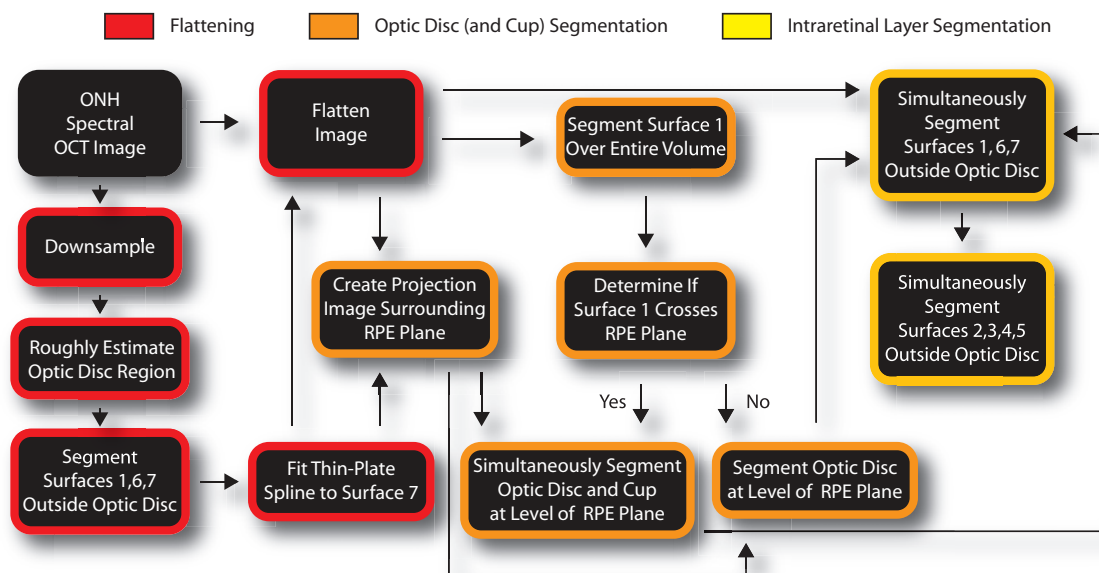 Flattening
Optic Disc (and Cup) Segmentation
Intraretinal Layer Segmentation
ONH
Spectral
OCT Image
Flatten
Image
Segment Surface 1
Over Entire Volume
Simultaneously
Segment
Surfaces 1,6,7
Outside Optic Disc
Downsample
Create Projection
Image Surrounding
RPE Plane
Determine If
Surface 1 Crosses
RPE Plane
Simultaneously
Segment
Surfaces 2,3,4,5
Outside Optic Disc
Roughly Estimate
Optic Disc Region
Yes
No
Segment
Surfaces 1,6,7
Outside Optic Disc
Fit Thin-Plate
Spline to Surface 7
Simultaneously Segment
Optic Disc and Cup
at Level of RPE Plane
Segment Optic Disc
at Level of RPE Plane